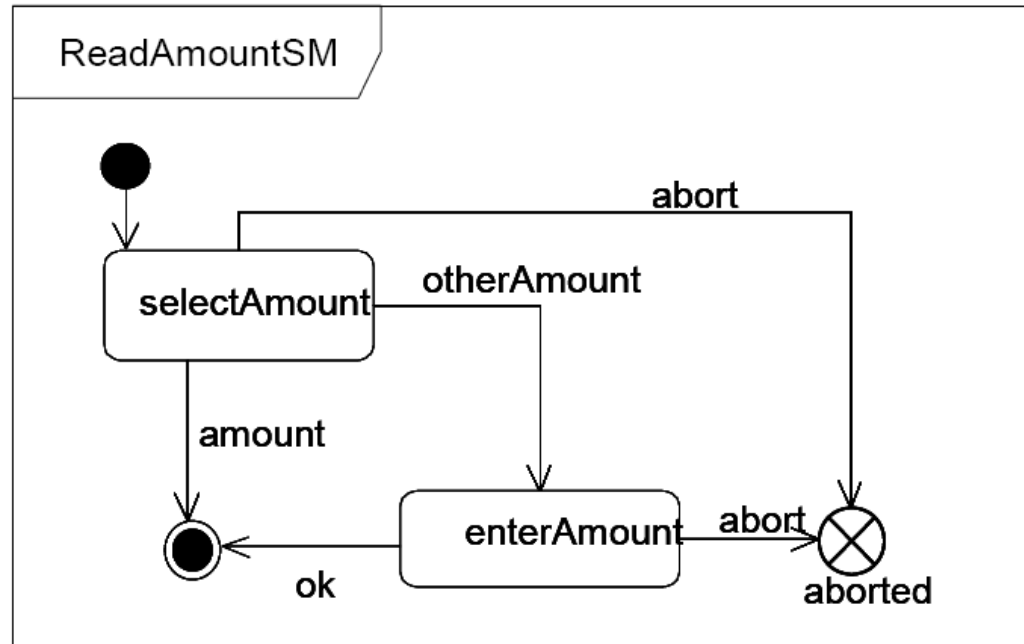 ReadAmountSM
abort
otherAmount
selectAmount
amount
abort
enterAmount
ok
aborted